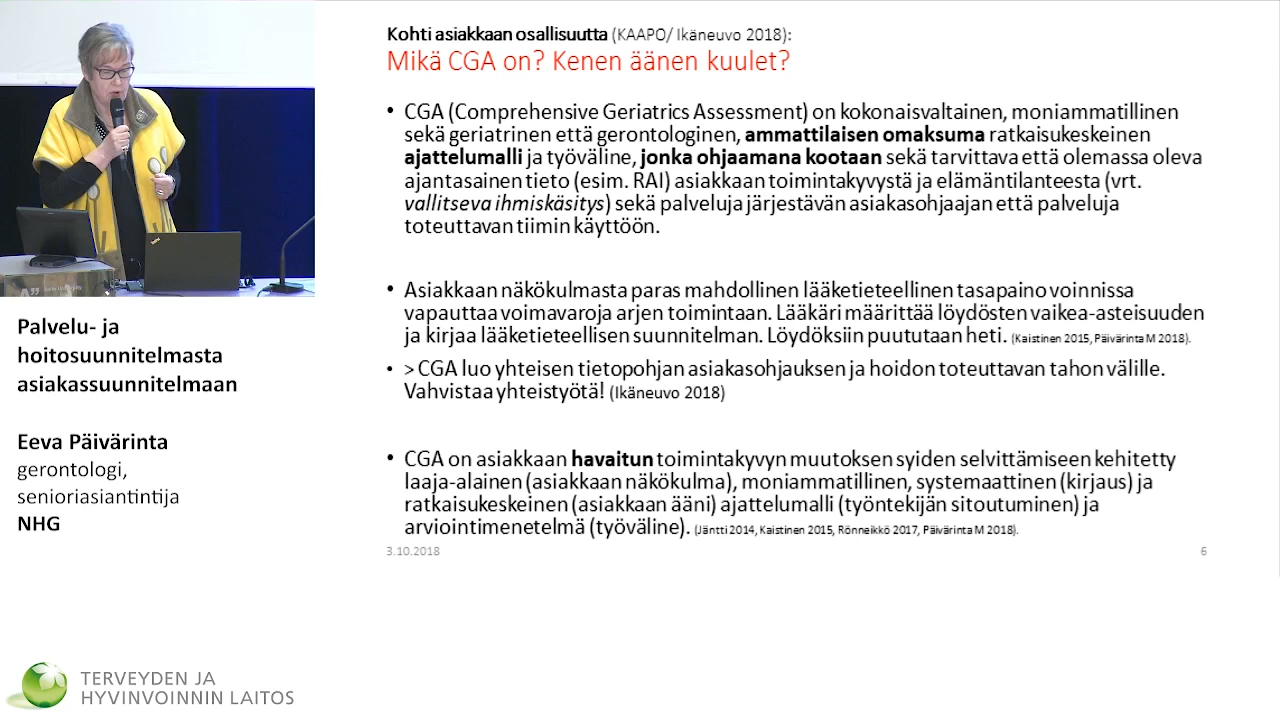 Kohti asiakkaan osallisuutta (KAAPO/ Ikäneuvo 2018):
Mikä CGA on? Kenen äänen kuulet?
• CGA (Comprehensive Geriatrics Assessment) on kokonaisvaltainen, moniammatillinen
sekä geriatrinen että gerontologinen, ammattilaisen omaksuma ratkaisukeskeinen
ajattelumalli ja työväline, jonka ohjaamana kootaan sekä tarvittava että olemassa oleva
ajantasainen tieto (esim. RAI) asiakkaan toimintakyvystä ja elämäntilanteesta (vrt.
vallitseva ihmiskäsitys) sekä palveluja järjestävän asiakasohjaajan että palveluja
toteuttavan tiimin käyttöön.
• Asiakkaan näkökulmasta paras mahdollinen lääketieteellinen tasapaino voinnissa
vapauttaa voimavaroja arjen toimintaan. Lääkäri määrittää löydösten vaikea-asteisuuden
ja kirjaa lääketieteellisen suunnitelman. Löydöksiin puututaan heti. (Kaistinen 2015, Päivärinta M 2018).
• > CGA luo yhteisen tietopohjan asiakasohjauksen ja hoidon toteuttavan tahon välille.
Vahvistaa yhteistyötä! (Ikäneuvo 2018)
• CGA on asiakkaan havaitun toimintakyvyn muutoksen syiden selvittämiseen kehitetty
laaja-alainen (asiakkaan näkökulma), moniammatillinen, systemaattinen (kirjaus) ja
ratkaisukeskeinen (asiakkaan ääni) ajattelumalli (työntekijän sitoutuminen) ja
arviointimenetelmä (työväline). (Jäntti 2014, Kaistinen 2015, Rönneikkö 2017, Päivärinta M 2018).
3.10.2018
6
Palvelu- ja
hoitosuunnitelmasta
asiakassuunnitelmaan
Eeva Päivärinta
gerontologi,
senioriasiantintija
NHG
TERVEYDEN JA
HYVINVOINNIN LAITOS